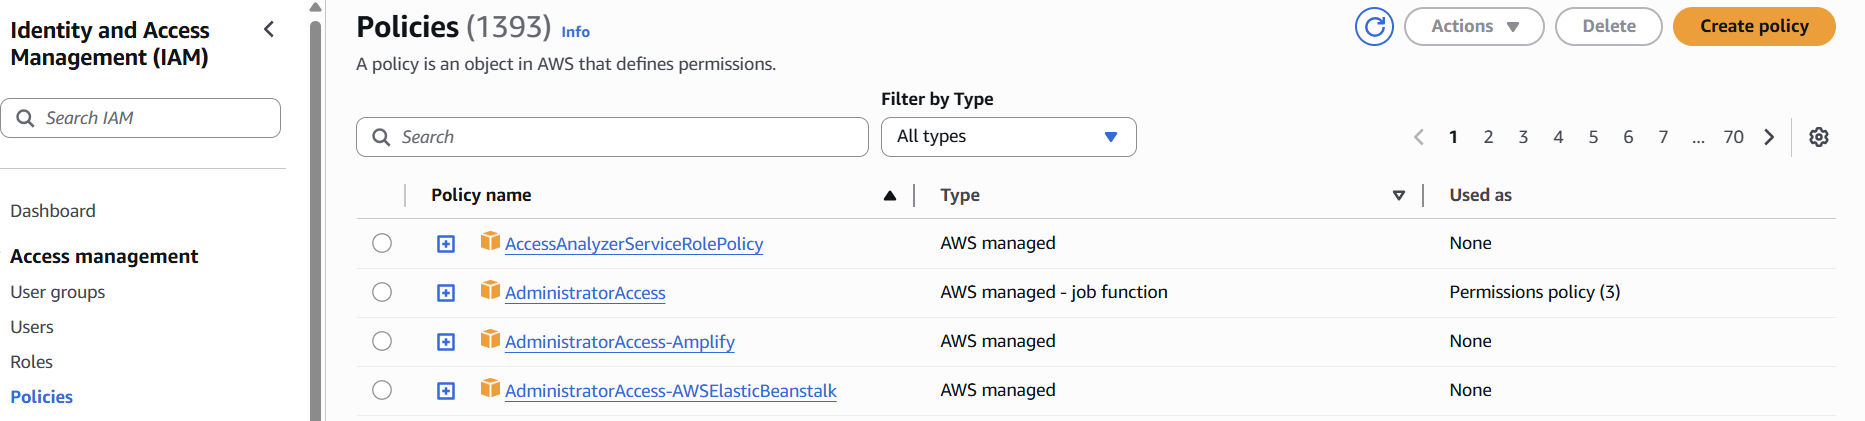 Identity and Access
Management (IAM)
Search IAM
Dashboard
Access management
User groups
Users
Roles
Policies
Policies (1393) Info
A policy is an object in AWS that defines permissions.
Actions
Delete
Create policy
Filter by Type
Search
All types
1 2 3 4 5 6 7 ... 70
Policy name Type Used as
AccessAnalyzerServiceRolePolicy AWS managed None
AdministratorAccess AWS managed - job function Permissions policy (3)
AdministratorAccess-Amplify AWS managed None
AdministratorAccess-AWSElasticBeanstalk AWS managed None